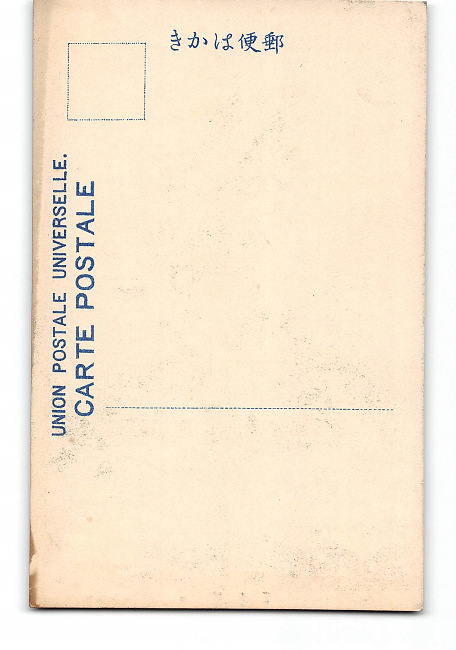 郵便はかき
UNION POSTALE UNIVERSELLE.
CARTE POSTALE